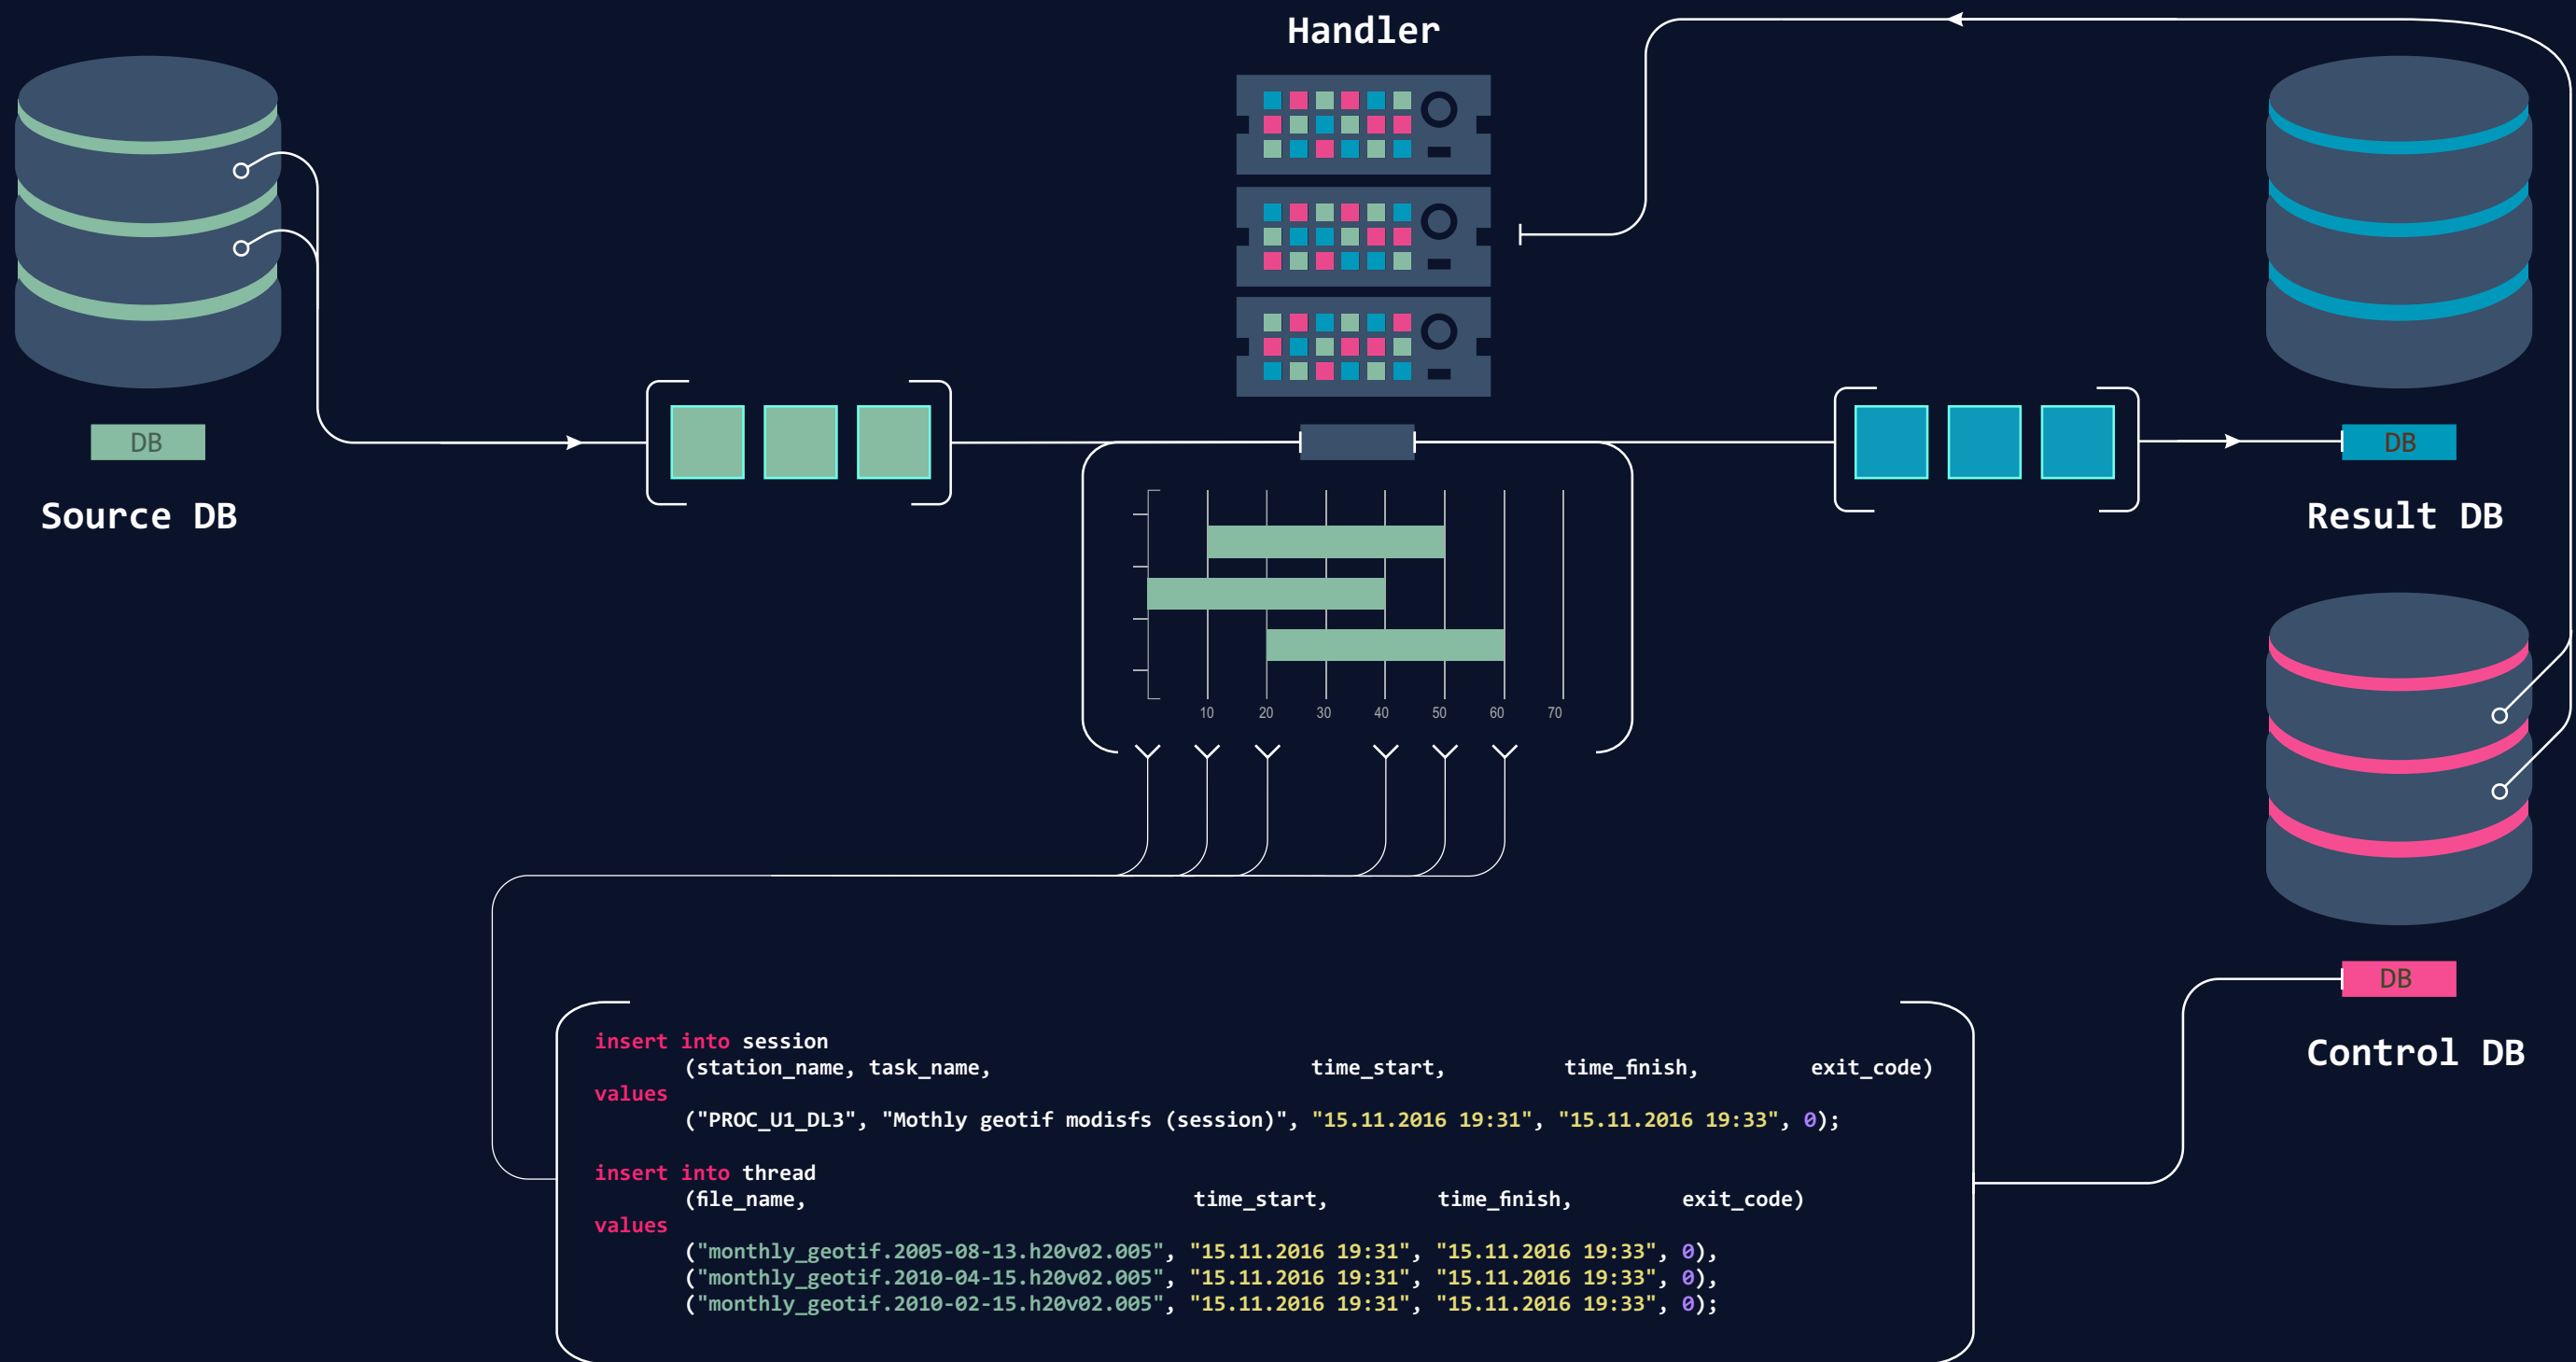 Handler
DB
Source DB
DB
Result DB
10 20 30 40 50 60 70
DB
Control DB
insert into session
(station_name, task_name, time_start, time_finish, exit_code)
values
("PROC_U1_DL3", "Mothly geotif modisfs (session)", "15.11.2016 19:31", "15.11.2016 19:33", 0);
insert into thread
(file_name, time_start, time_finish, exit_code)
values
("monthly_geotif.2005-08-13.h20v02.005", "15.11.2016 19:31", "15.11.2016 19:33", 0),
("monthly_geotif.2010-04-15.h20v02.005", "15.11.2016 19:31", "15.11.2016 19:33", 0),
("monthly_geotif.2010-02-15.h20v02.005", "15.11.2016 19:31", "15.11.2016 19:33", 0);